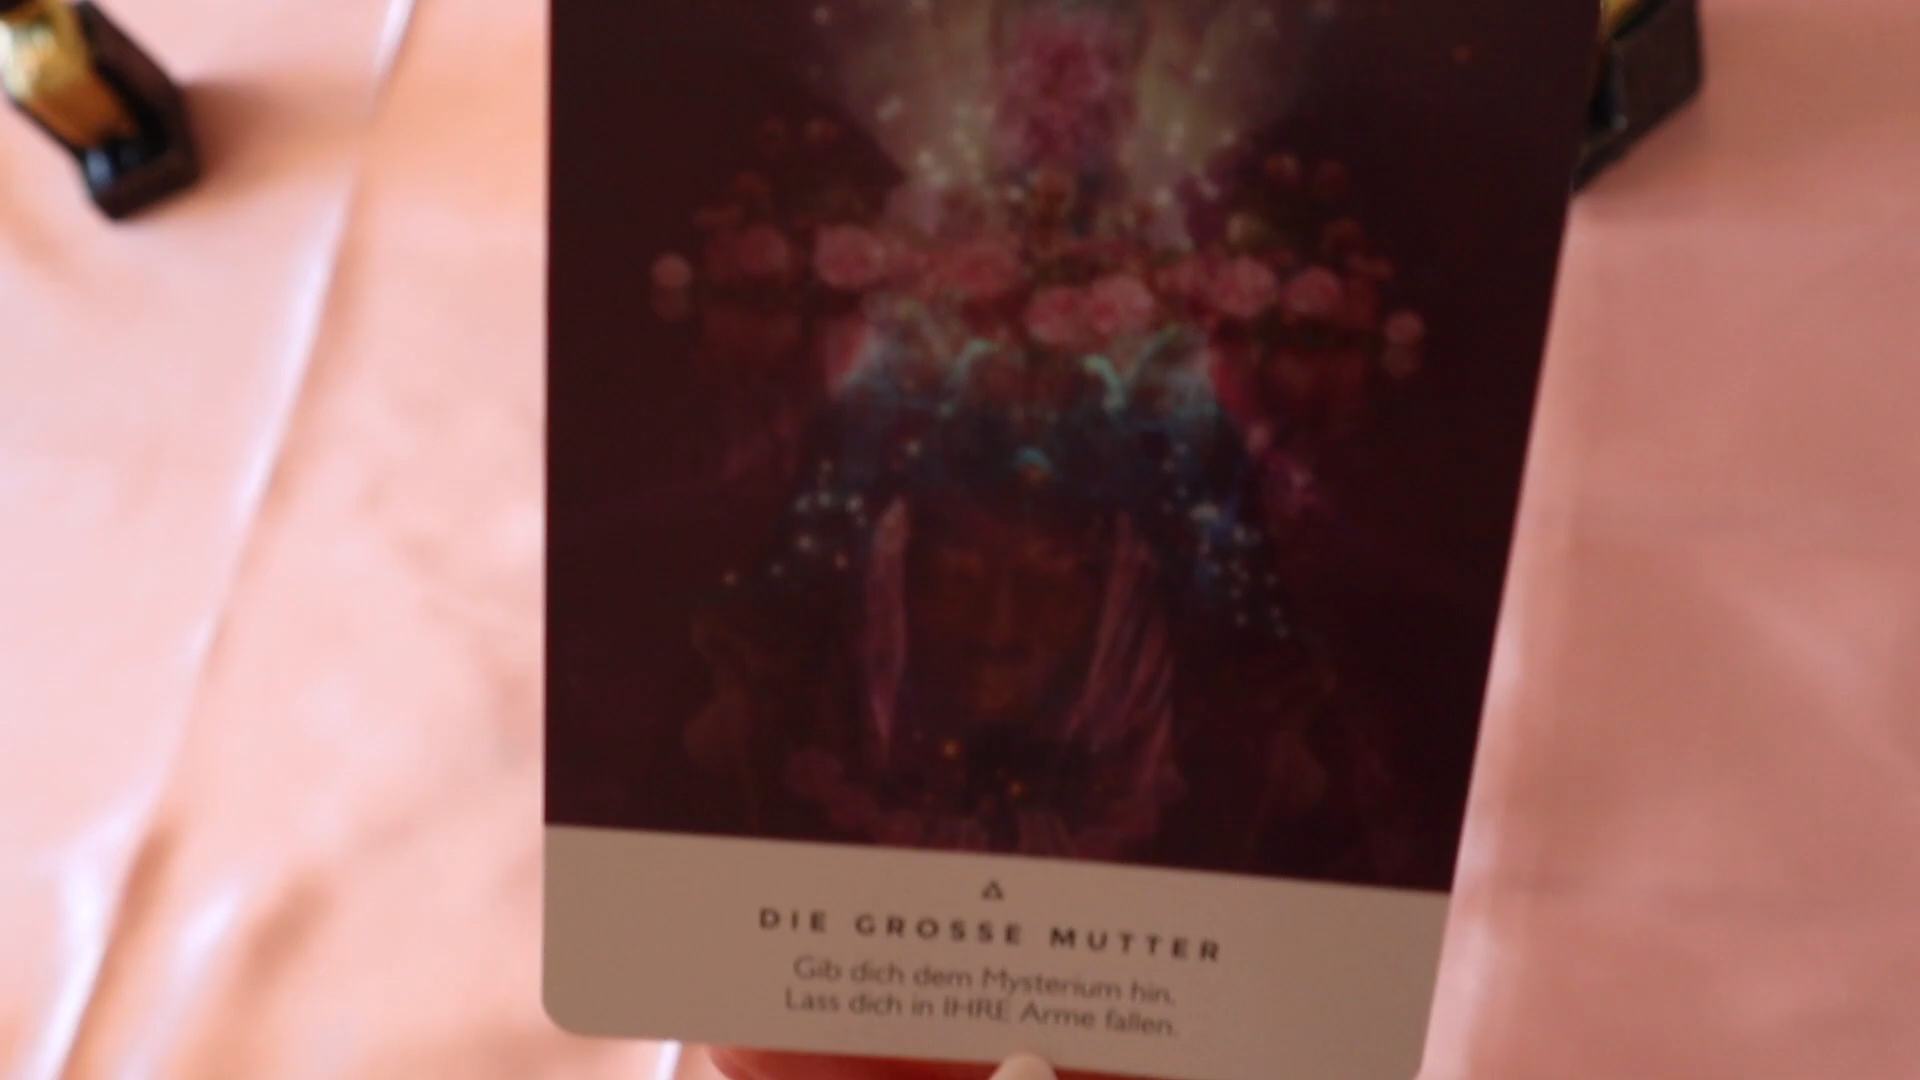 DIE GROSSE MUTTER
Gib dich dem Mysterium hin.
Lass dich in IHRE Arme fallen.